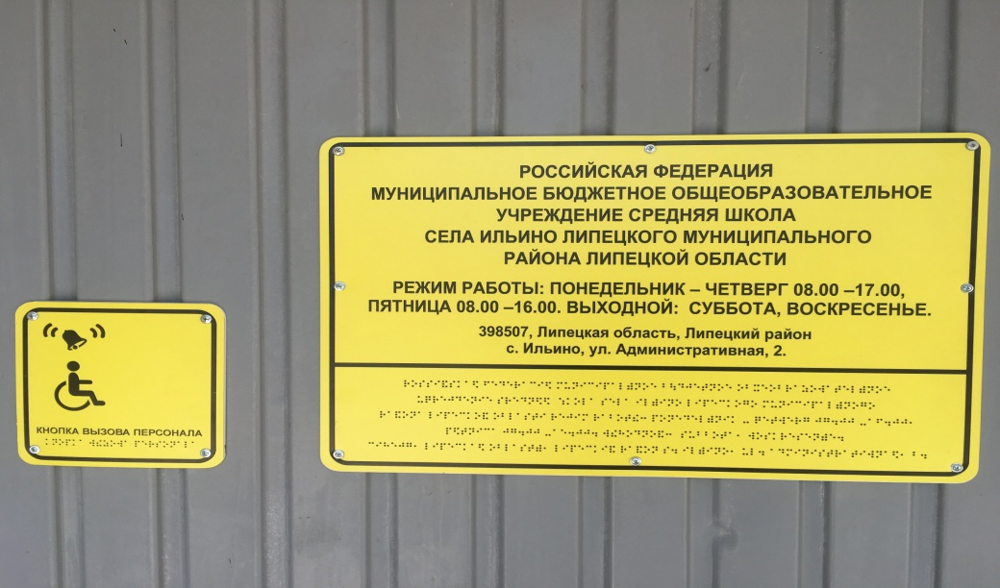 РОССИЙСКАЯ ФЕДЕРАЦИЯ
МУНИЦИПАЛЬНОЕ БЮДЖЕТНОЕ ОБЩЕОБРАЗОВАТЕЛЬНОЕ
УЧРЕЖДЕНИЕ СРЕДНЯЯ ШКОЛА
СЕЛА ИЛЬИНО ЛИПЕЦКОГО МУНИЦИПАЛЬНОГО
РАЙОНА ЛИПЕЦКОЙ ОБЛАСТИ
РЕЖИМ РАБОТЫ: ПОНЕДЕЛЬНИК – ЧЕТВЕРГ 08.00 –17.00,
ПЯТНИЦА 08.00 –16.00. ВЫХОДНОЙ: СУББОТА, ВОСКРЕСЕНЬЕ.
398507, Липецкая область, Липецкий район
с. Ильино, ул. Административная, 2.
КНОПКА ВЫЗОВА ПЕРСОНАЛА